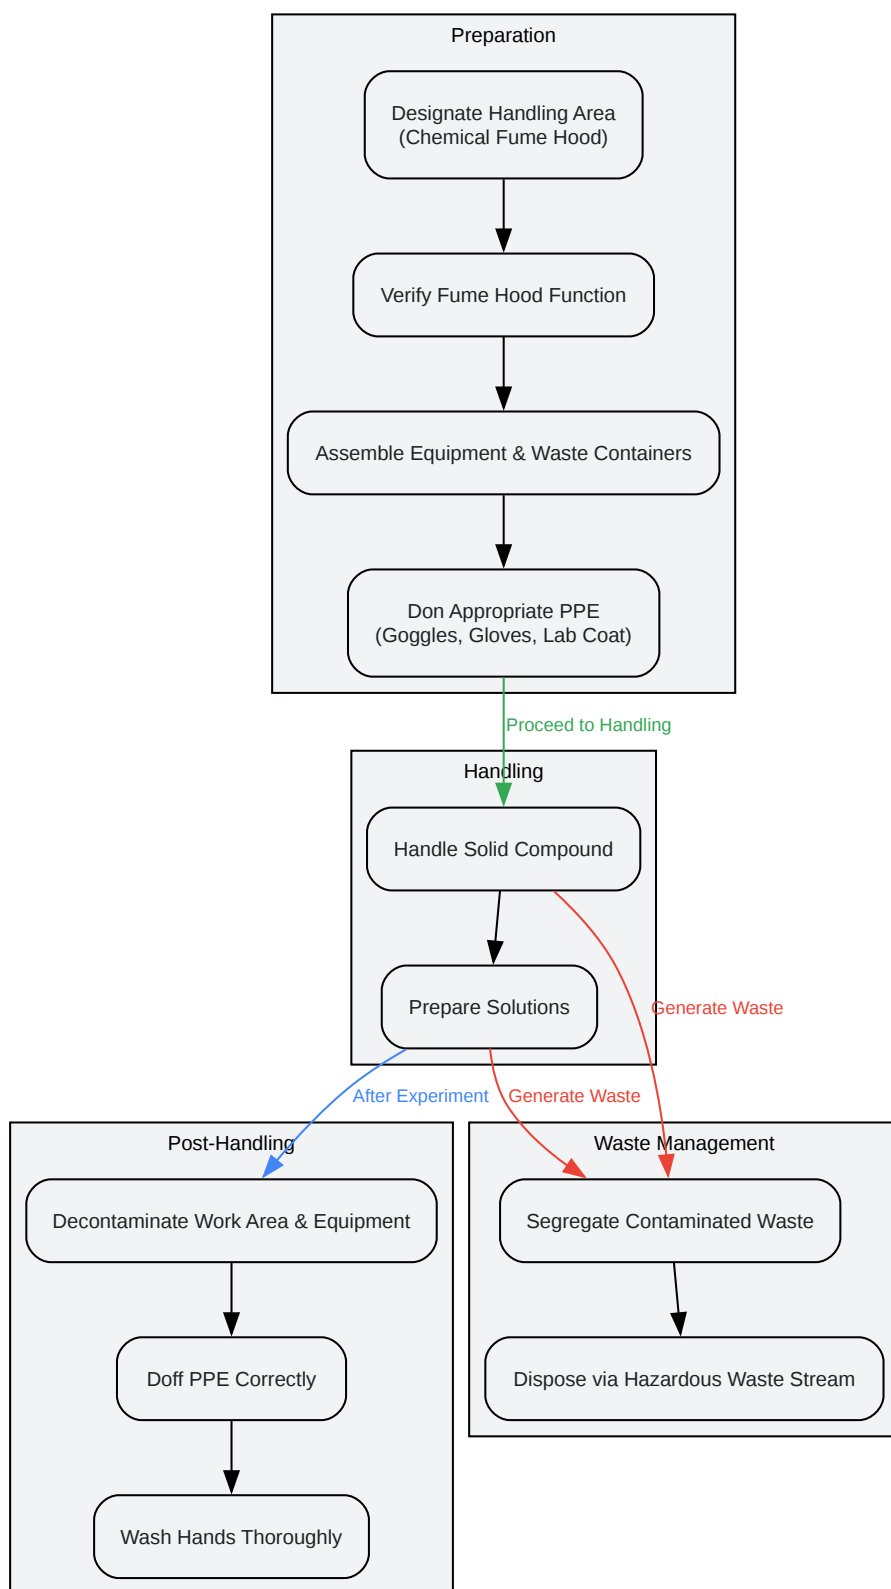 Preparation
Designate Handling Area
(Chemical Fume Hood)
Verify Fume Hood Function
Assemble Equipment & Waste Containers
Don Appropriate PPE
(Goggles, Gloves, Lab Coat)
Proceed to Handling
Handling
Handle Solid Compound
Generate Waste
Prepare Solutions
After Experiment
Generate Waste
Post-Handling
Decontaminate Work Area & Equipment
Doff PPE Correctly
Wash Hands Thoroughly
Waste Management
Segregate Contaminated Waste
Dispose via Hazardous Waste Stream